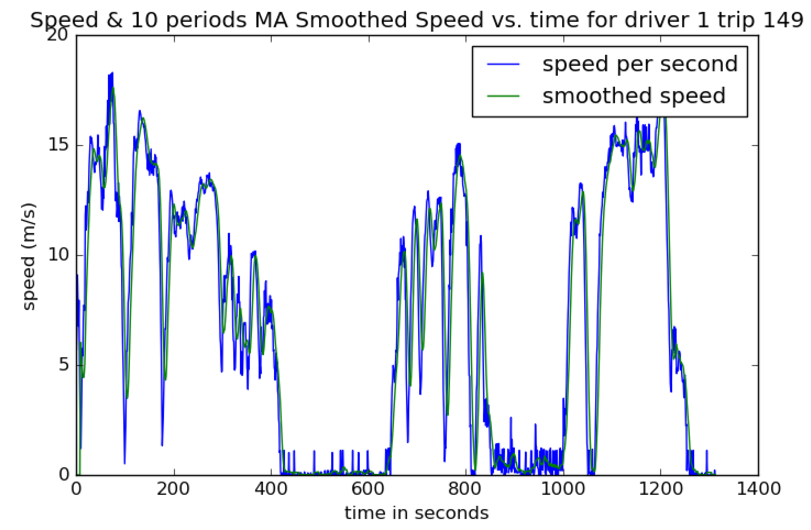 Speed & 10 periods MA Smoothed Speed vs. time for driver 1 trip 149
speed per second
smoothed speed
20
15
10
5
0
speed (m/s)
0 200 400 600 800 1000 1200 1400
time in seconds